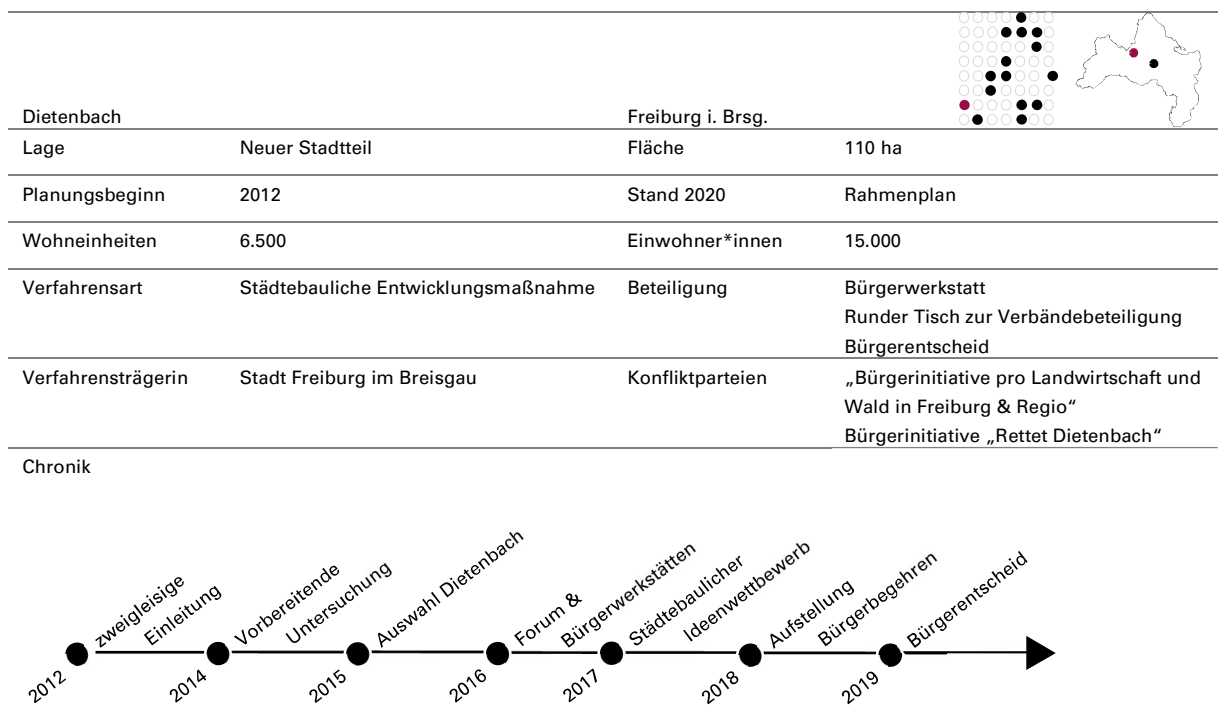 Dietenbach Freiburg i. Brsg.
Lage Neuer Stadtteil Fläche 110 ha
Planungsbeginn 2012 Stand 2020 Rahmenplan
Wohneinheiten 6.500 Einwohner*innen 15.000
Verfahrensart Städtebauliche Entwicklungsmaßnahme Beteiligung Bürgerwerkstatt
Runder Tisch zur Verbändebeteiligung
Bürgerentscheid
Verfahrensträgerin Stadt Freiburg im Breisgau Konfliktparteien „Bürgerinitiative pro Landwirtschaft und
Wald in Freiburg & Regio“
Bürgerinitiative „Rettet Dietenbach“
Chronik
2012
zweigleisige
Einleitung
2014
Vorbereitende
Untersuchung
2015
Auswahl Dietenbach
2016
Forum &
Bürgerwerkstätten
2017
Städtebaulicher
Ideenwettbewerb
2018
Aufstellung
Bürgerbegehren
2019
Bürgerentscheid